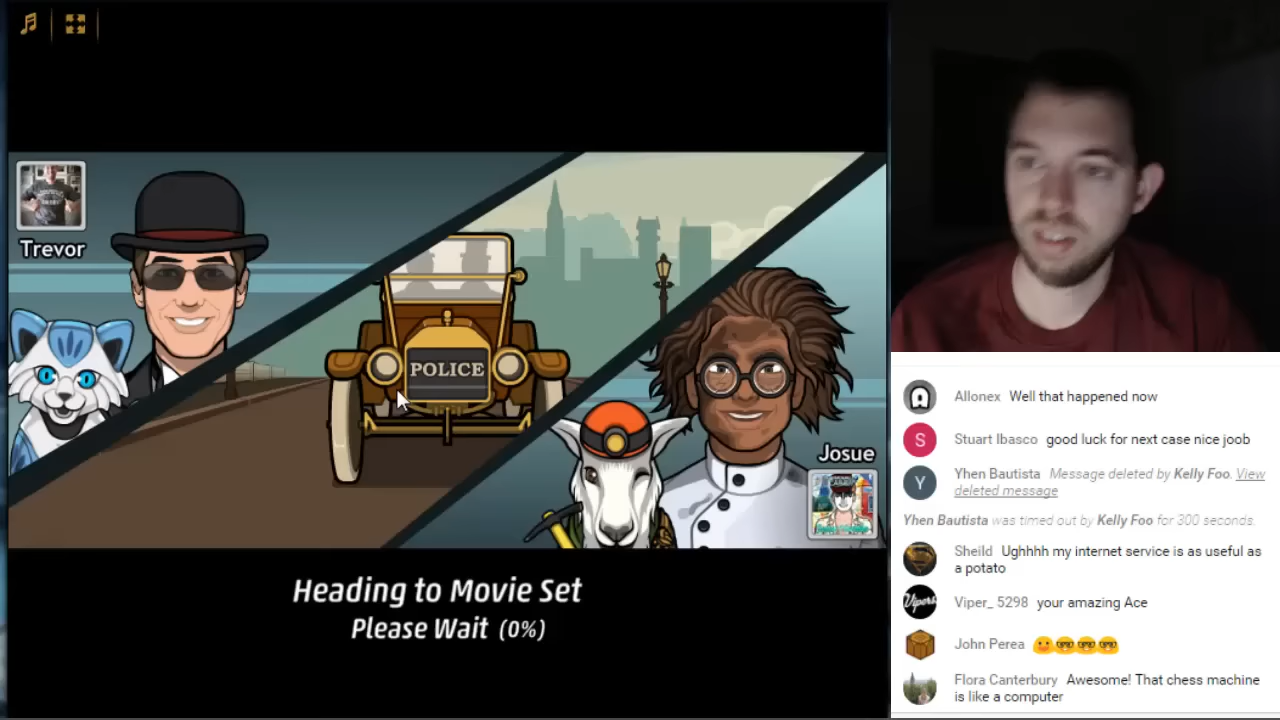 Trevor
POLICE
Josue
Heading to Movie Set
Please Wait (0%)
Allonex Well that happened now
S
Stuart Ibasco good luck for next case nice joob
Y
Yhen Bautista Message deleted by Kelly Foo. View
deleted message
Yhen Bautista was timed out by Kelly Foo for 300 seconds.
Sheild Ughhhh my internet service is as useful as
a potato
Vipers
Viper_ 5298 your amazing Ace
John Perea
Flora Canterbury Awesome! That chess machine
is like a computer